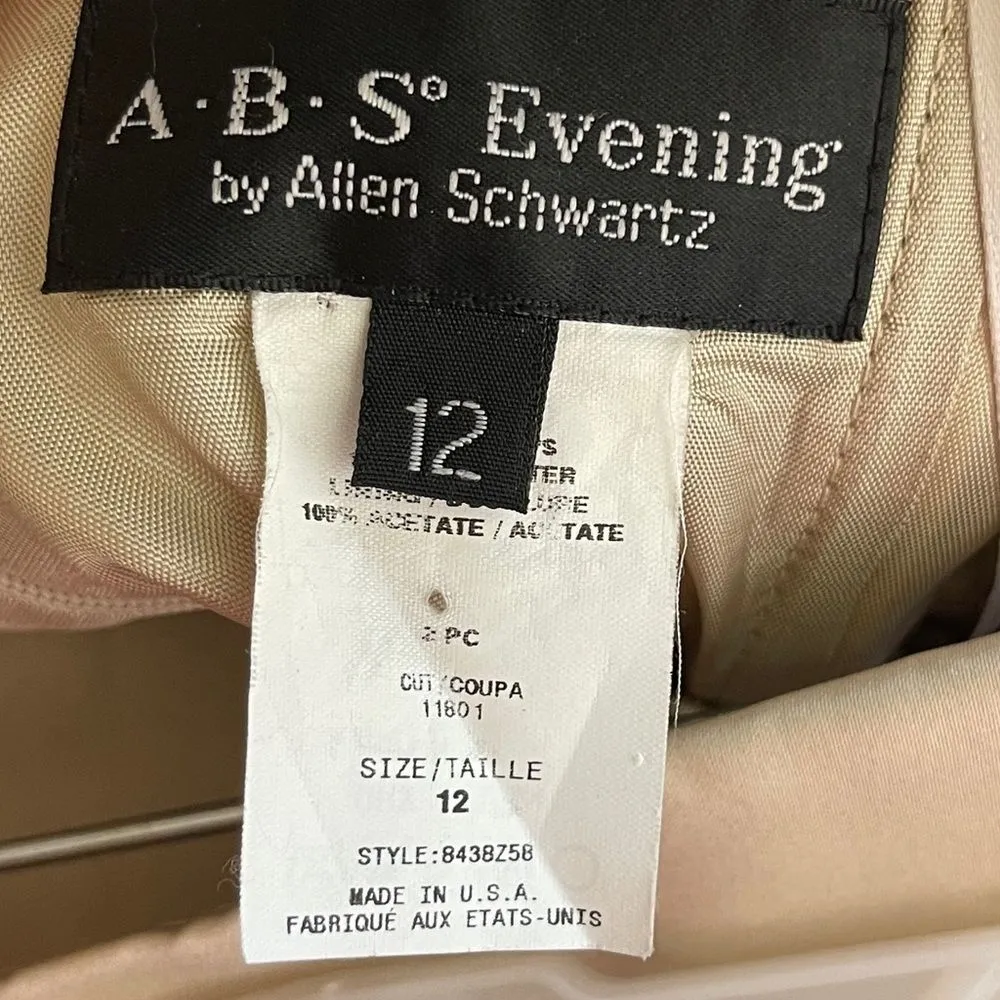 A·B·S° Evening
by Allen Schwartz
12
100% ACETATE / ACETATE
PC
CUT/COUPA
11801
SIZE/TAILLE
12
STYLE:8438Z58
MADE IN U.S.A.
FABRIQUÉ AUX ETATS-UNIS